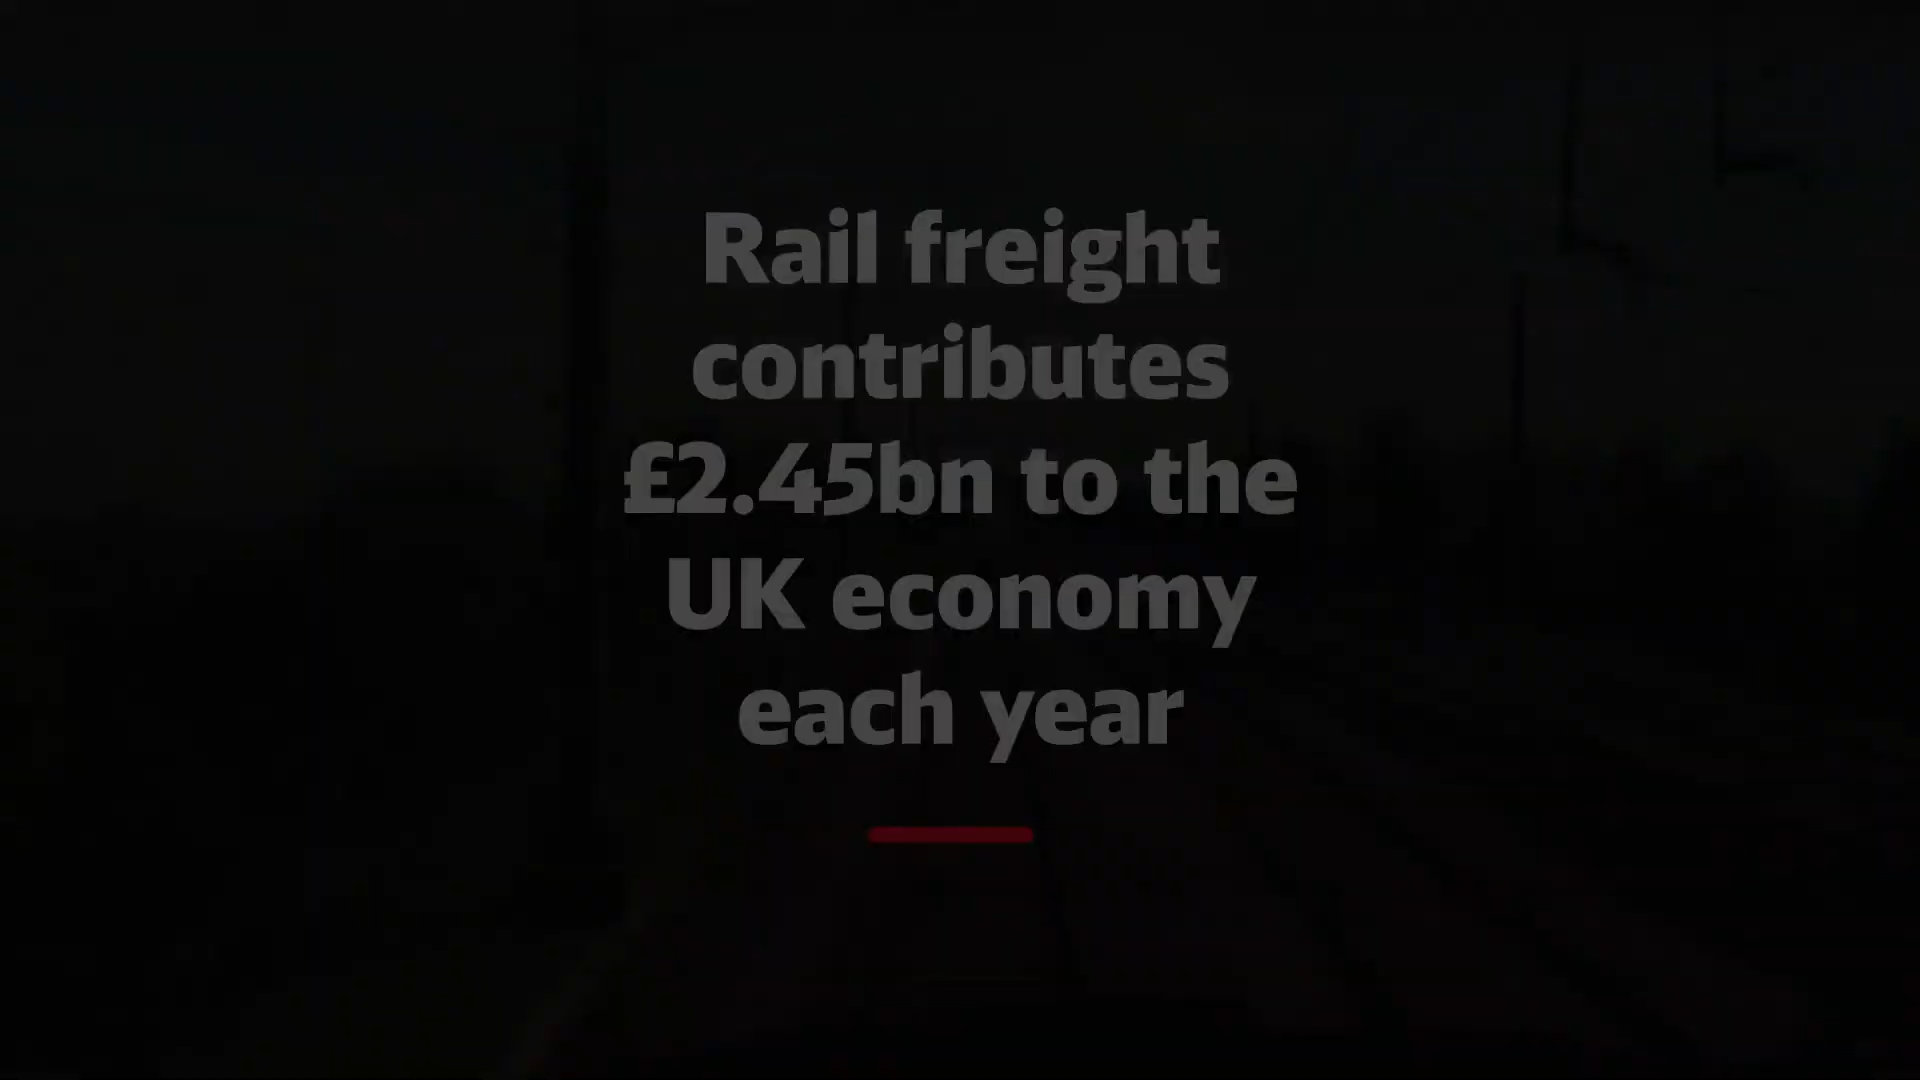 Rail freight
contributes
£2.45bn to the
UK economy
each year